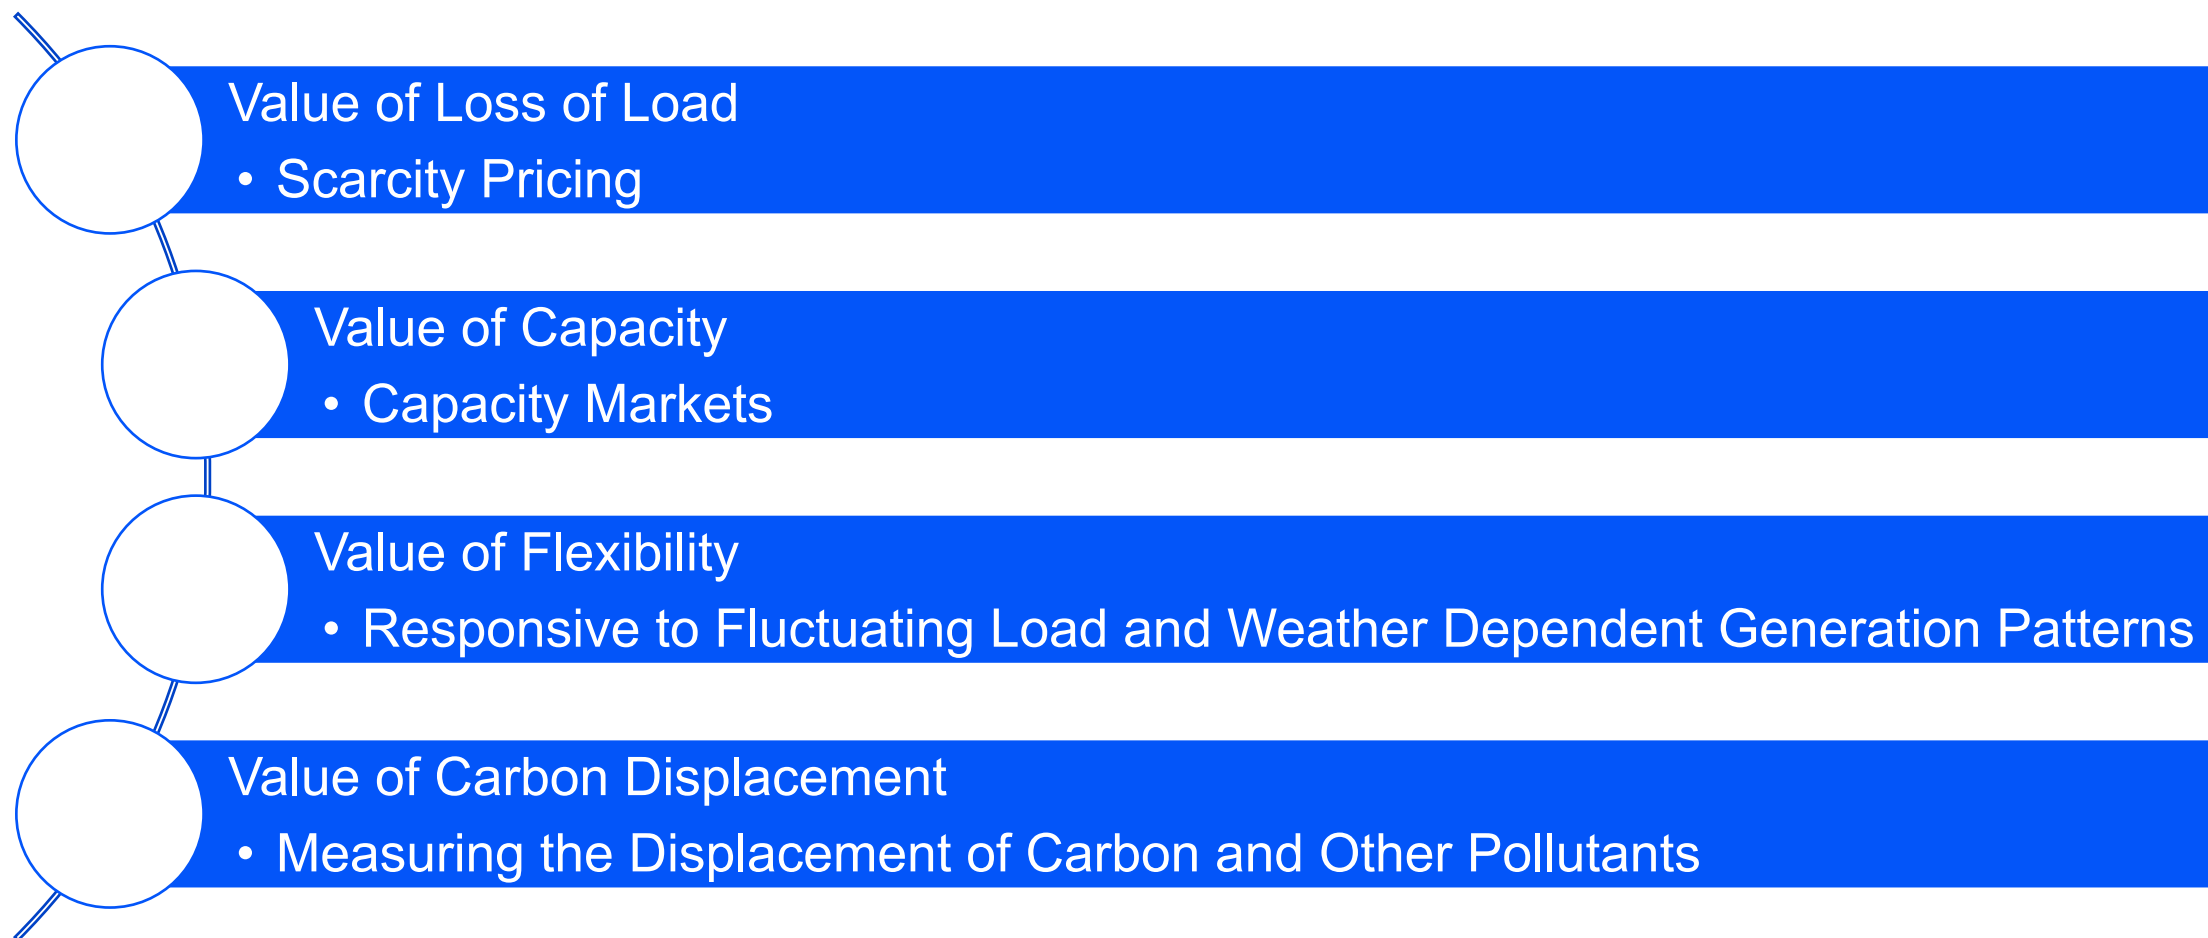 Value of Loss of Load
• Scarcity Pricing
Value of Capacity
• Capacity Markets
Value of Flexibility
• Responsive to Fluctuating Load and Weather Dependent Generation Patterns
Value of Carbon Displacement
• Measuring the Displacement of Carbon and Other Pollutants